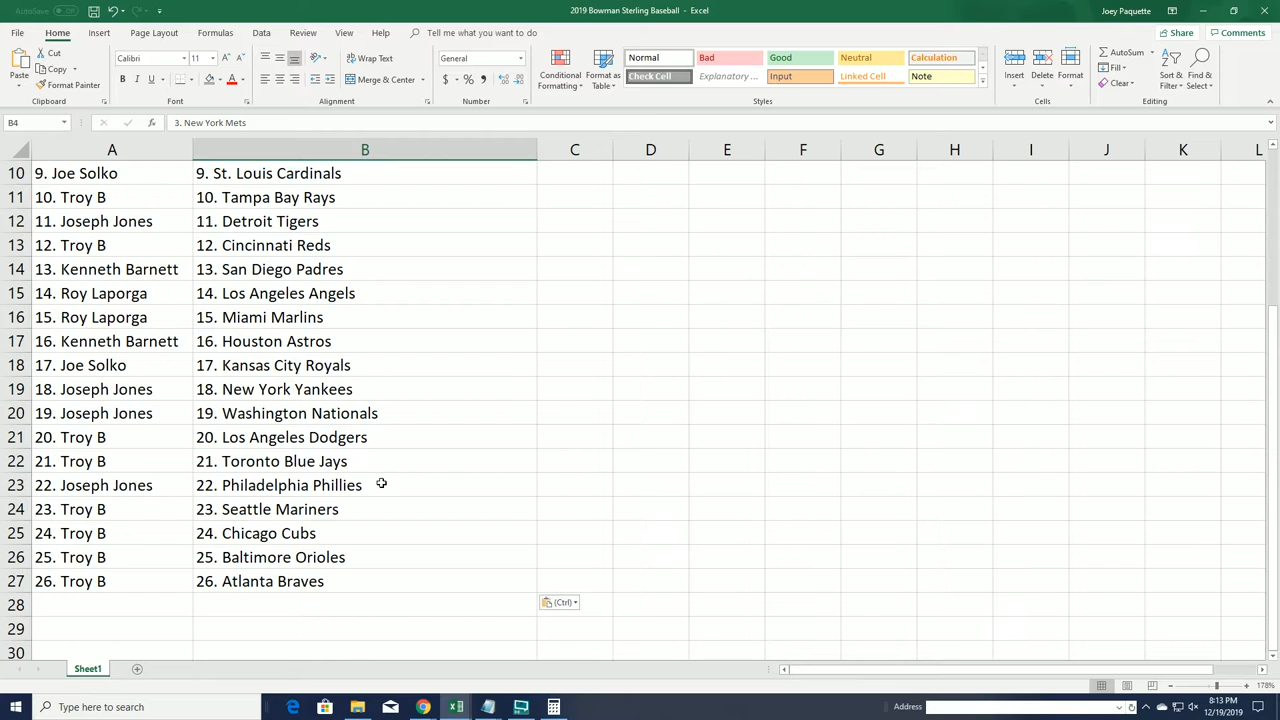 AutoSave Off 2019 Bowman Sterling Baseball - Excel Joey Paquette
File Home Insert Page Layout Formulas Data Review View Help Tell me what you want to do Share Comments
Paste Cut Copy Format Painter Clipboard
Calibri 11 B I U A Font
Wrap Text Merge & Center Alignment
General $ % Number
Conditional Formatting Format as Table Normal Bad Good Neutral Calculation
Check Cell Explanatory ... Input Linked Cell Note Styles
Insert Delete Format Cells
AutoSum Fill Clear Sort & Filter Find & Select Editing
B4 fx 3. New York Mets
A B C D E F G H I J K L
10 9. Joe Solko 9. St. Louis Cardinals
11 10. Troy B 10. Tampa Bay Rays
12 11. Joseph Jones 11. Detroit Tigers
13 12. Troy B 12. Cincinnati Reds
14 13. Kenneth Barnett 13. San Diego Padres
15 14. Roy Laporga 14. Los Angeles Angels
16 15. Roy Laporga 15. Miami Marlins
17 16. Kenneth Barnett 16. Houston Astros
18 17. Joe Solko 17. Kansas City Royals
19 18. Joseph Jones 18. New York Yankees
20 19. Joseph Jones 19. Washington Nationals
21 20. Troy B 20. Los Angeles Dodgers
22 21. Troy B 21. Toronto Blue Jays
23 22. Joseph Jones 22. Philadelphia Phillies
24 23. Troy B 23. Seattle Mariners
25 24. Troy B 24. Chicago Cubs
26 25. Troy B 25. Baltimore Orioles
27 26. Troy B 26. Atlanta Braves
28 (Ctrl)
29
30
Sheet1
178%
Type here to search Address 8:13 PM
12/19/2019